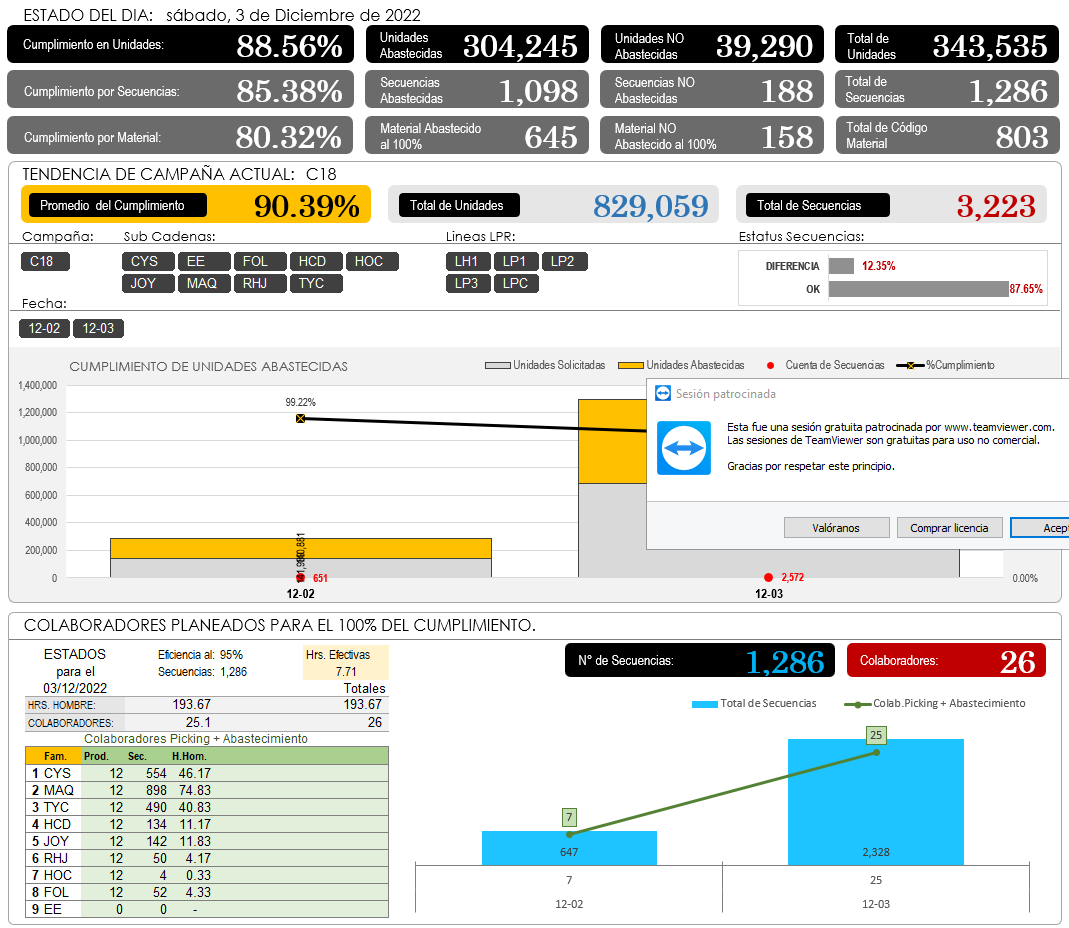 ESTADO DEL DIA: sábado, 3 de Diciembre de 2022
Cumplimiento en Unidades: 88.56%
Unidades Abastecidas 304,245
Unidades NO Abastecidas 39,290
Total de Unidades 343,535
Cumplimiento por Secuencias: 85.38%
Secuencias Abastecidas 1,098
Secuencias NO Abastecidas 188
Total de Secuencias 1,286
Cumplimiento por Material: 80.32%
Material Abastecido al 100% 645
Material NO Abastecido al 100% 158
Total de Código Material 803
TENDENCIA DE CAMPAÑA ACTUAL: C18
Promedio del Cumplimiento 90.39%
Total de Unidades 829,059
Total de Secuencias 3,223
Campaña: Sub Cadenas: Lineas LPR: Estatus Secuencias:
C18 CYS EE FOL HCD HOC LH1 LP1 LP2
JOY MAQ RHJ TYC LP3 LPC
DIFERENCIA 12.35%
OK 87.65%
Fecha:
12-02 12-03
CUMPLIMIENTO DE UNIDADES ABASTECIDAS
Unidades Solicitadas Unidades Abastecidas Cuenta de Secuencias %Cumplimiento
1,400,000
1,200,000
1,000,000
800,000
600,000
400,000
200,000
0
99.22%
651
2,572
0.00%
12-02 12-03
Sesión patrocinada
Esta fue una sesión gratuita patrocinada por www.teamviewer.com.
Las sesiones de TeamViewer son gratuitas para uso no comercial.
Gracias por respetar este principio.
Valóranos Comprar licencia Acep
COLABORADORES PLANEADOS PARA EL 100% DEL CUMPLIMIENTO.
ESTADOS
para el
03/12/2022
Eficiencia al: 95%
Secuencias: 1,286
Hrs. Efectivas
7.71
Totales
HRS. HOMBRE: 193.67 193.67
COLABORADORES: 25.1 26
Colaboradores Picking + Abastecimiento
Fam. Prod. Sec. H.Hom.
1 CYS 12 554 46.17
2 MAQ 12 898 74.83
3 TYC 12 490 40.83
4 HCD 12 134 11.17
5 JOY 12 142 11.83
6 RHJ 12 50 4.17
7 HOC 12 4 0.33
8 FOL 12 52 4.33
9 EE 0 0 -
N° de Secuencias: 1,286
Colaboradores: 26
Total de Secuencias Colab.Picking + Abastecimiento
25
7
647 2,328
7 25
12-02 12-03